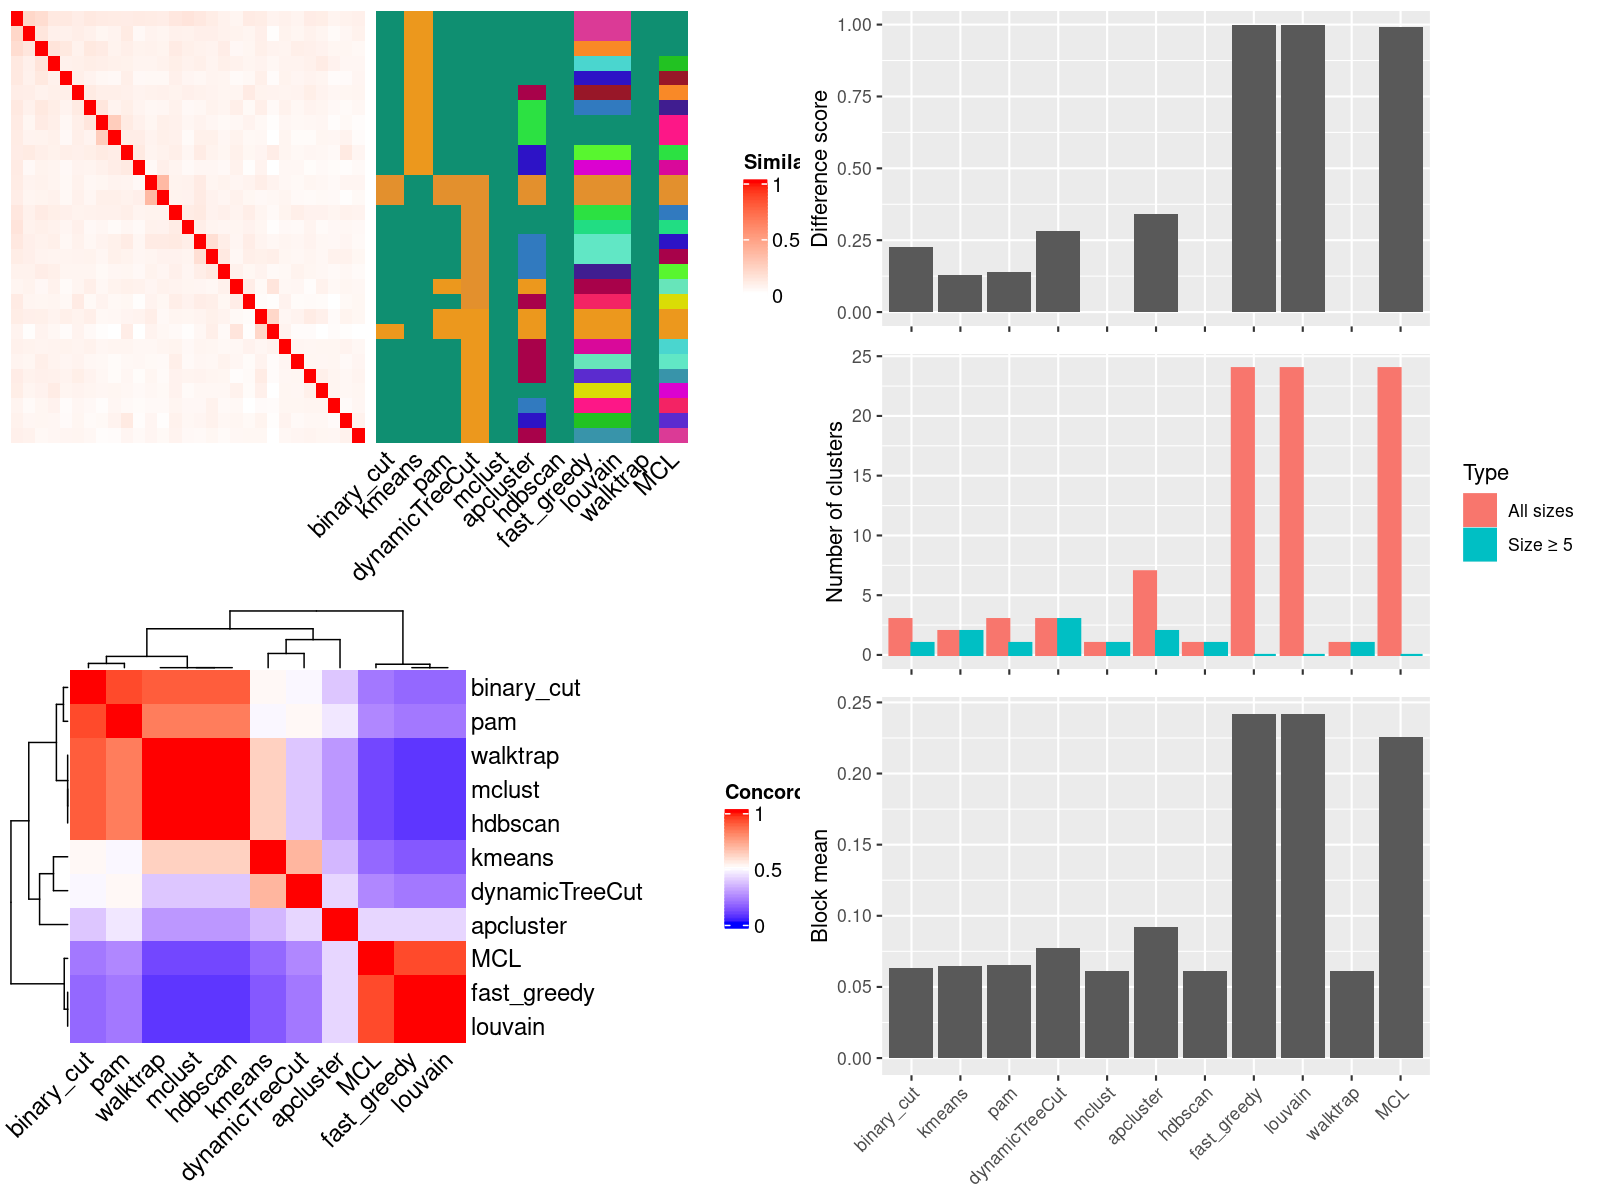 Simila
1
0.5
0
binary_cut
kmeans
pam
dynamicTreeCut
mclust
apcluster
hdbscan
fast_greedy
louvain
walktrap
MCL
binary_cut
pam
walktrap
mclust
hdbscan
kmeans
dynamicTreeCut
apcluster
MCL
fast_greedy
louvain
Concorc
1
0.5
0
binary_cut
pam
walktrap
mclust
hdbscan
kmeans
dynamicTreeCut
apcluster
MCL
fast_greedy
louvain
Difference score
1.00
0.75
0.50
0.25
0.00
Number of clusters
25
20
15
10
5
0
Type
All sizes
Size ≥ 5
Block mean
0.25
0.20
0.15
0.10
0.05
0.00
binary_cut
kmeans
pam
dynamicTreeCut
mclust
apcluster
hdbscan
fast_greedy
louvain
walktrap
MCL